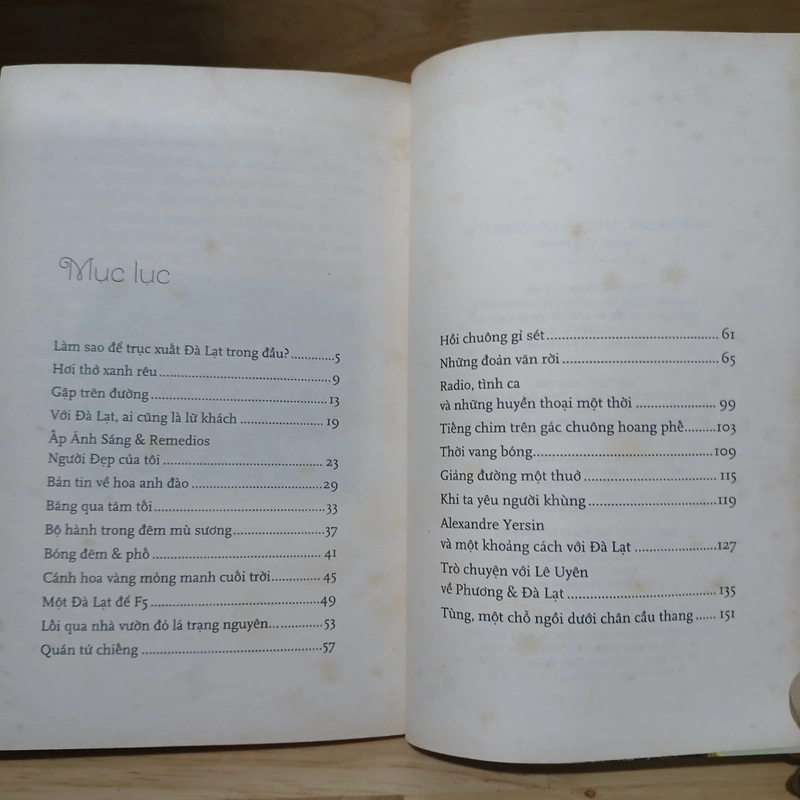 Mục lục
Làm sao để trục xuất Đà Lạt trong đầu?.............5
Hơi thở xanh rêu.............9
Gặp trên đường.............13
Với Đà Lạt, ai cũng là lữ khách.............19
Ấp Ánh Sáng & Remedios
Người Đẹp của tôi.............23
Bán tin về hoa anh đào.............29
Băng qua tăm tối.............33
Bộ hành trong đêm mù sương.............37
Bóng đêm & phố.............41
Cánh hoa vàng mỏng manh cuối trời.............45
Một Đà Lạt để F5.............49
Lối qua nhà vườn đỏ lá trạng nguyên.............53
Quán tứ chiếng.............57
Hồi chuông gỉ sét.............61
Những đoản văn rời.............65
Radio, tình ca
và những huyền thoại một thời.............99
Tiếng chim trên gác chuông hoang phế.............103
Thời vang bóng.............109
Giảng đường một thuở.............115
Khi ta yêu người khùng.............119
Alexandre Yersin
và một khoảng cách với Đà Lạt.............127
Trò chuyện với Lê Uyên
về Phương & Đà Lạt.............135
Tùng, một chỗ ngồi dưới chân cầu thang......151